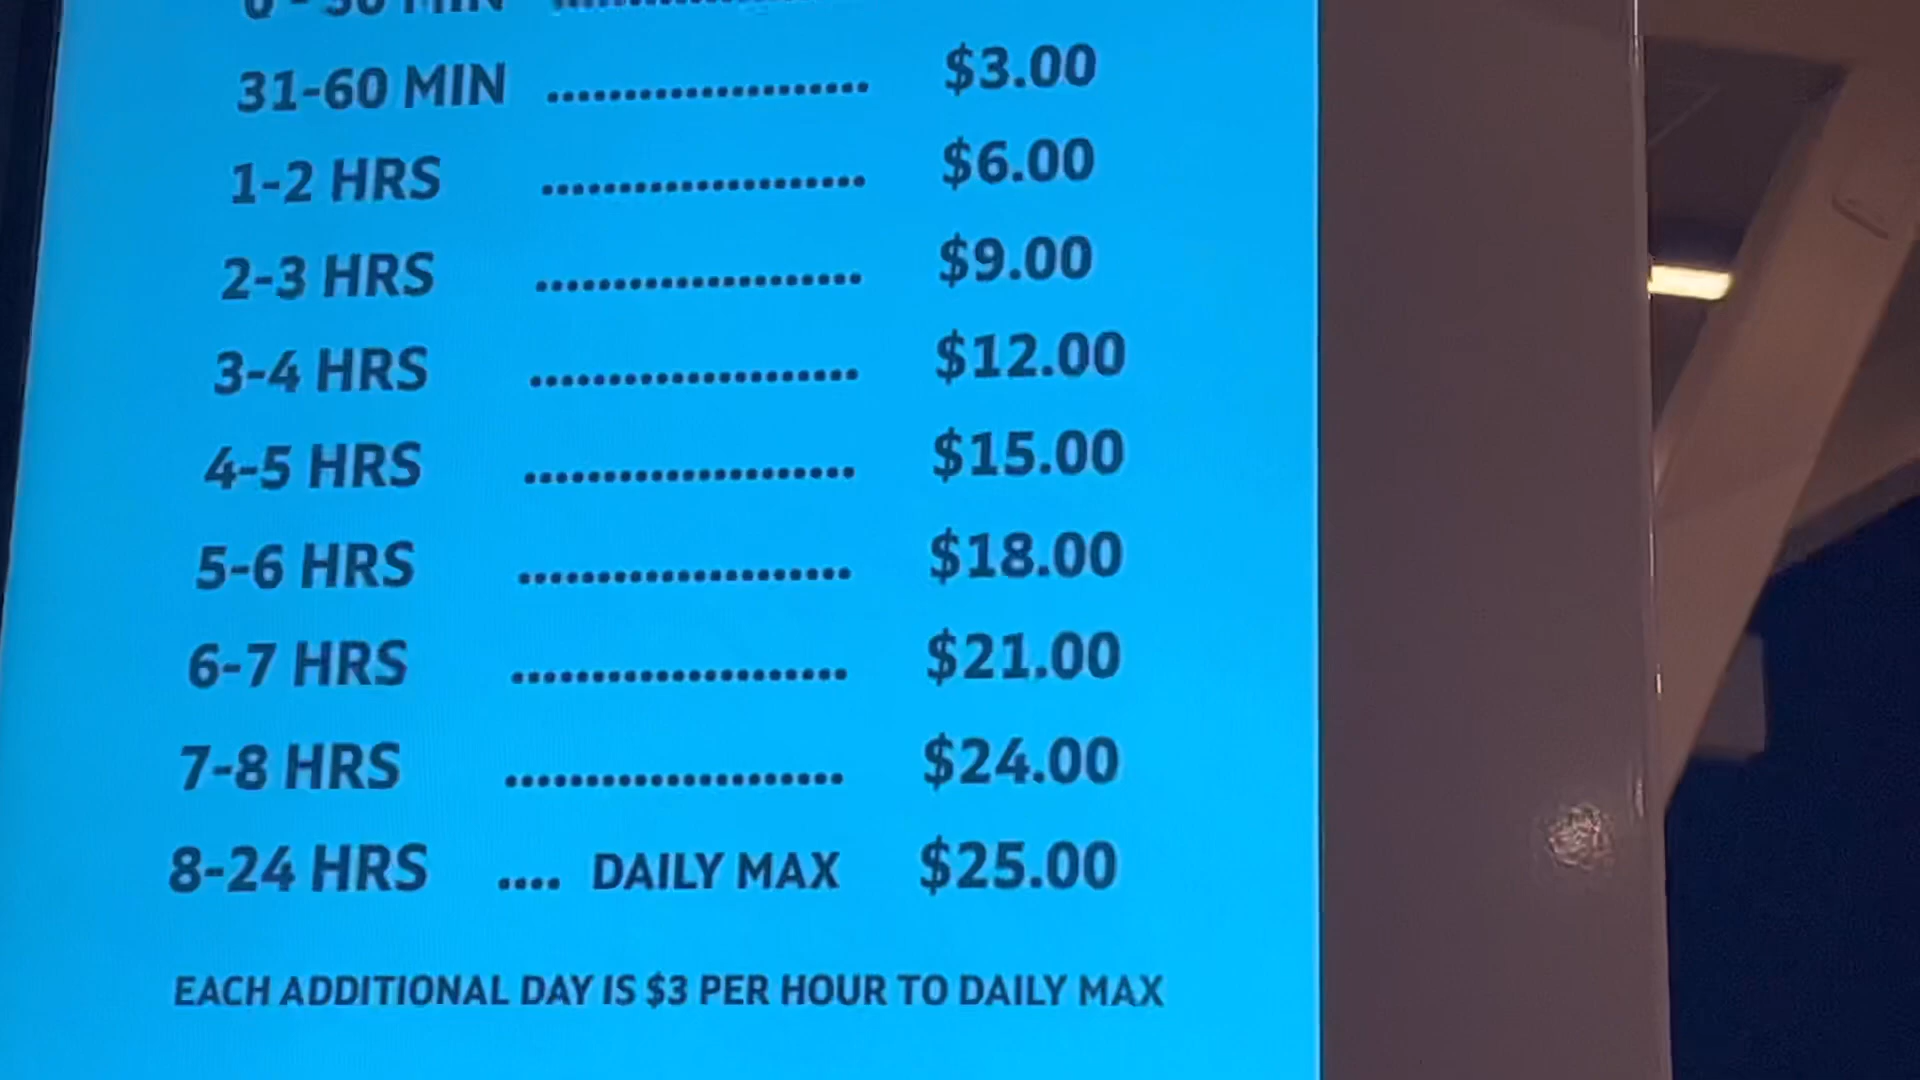 0 - 30 MIN ....................
31-60 MIN ..................... $3.00
1-2 HRS ..................... $6.00
2-3 HRS ..................... $9.00
3-4 HRS ..................... $12.00
4-5 HRS ..................... $15.00
5-6 HRS ..................... $18.00
6-7 HRS ..................... $21.00
7-8 HRS ..................... $24.00
8-24 HRS .... DAILY MAX $25.00
EACH ADDITIONAL DAY IS $3 PER HOUR TO DAILY MAX